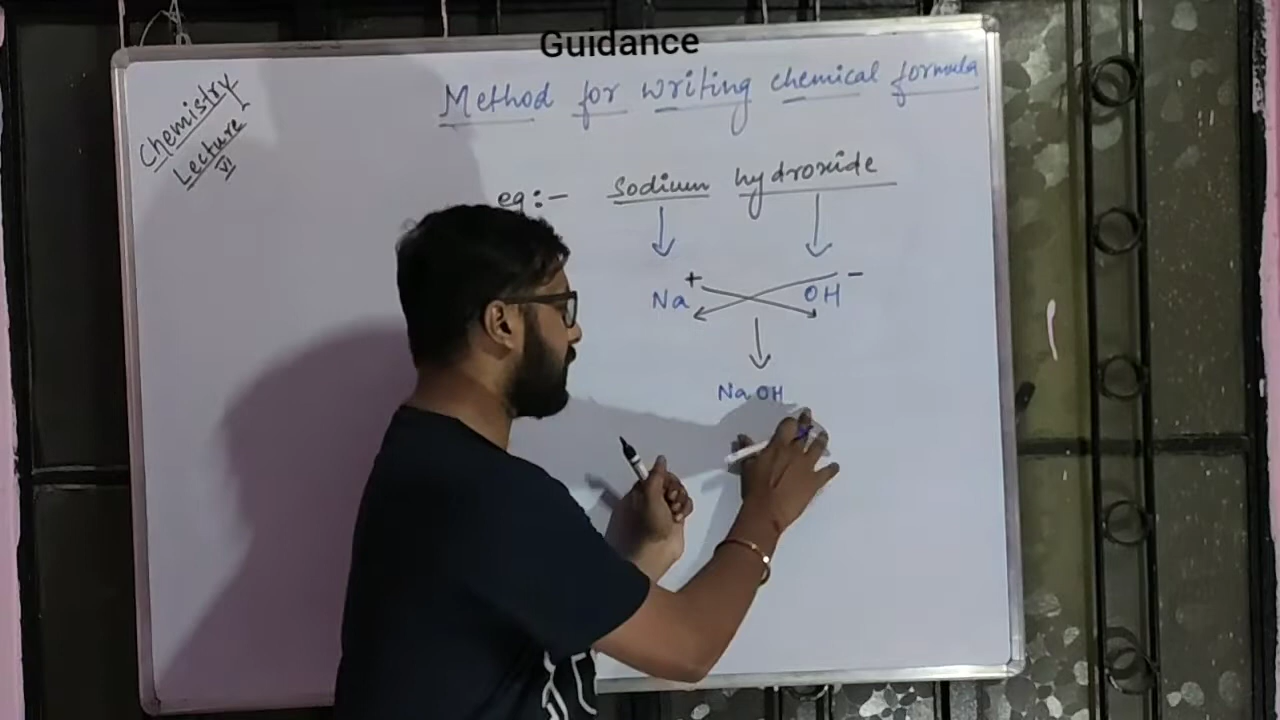 Guidance
Method for writing chemical formula
Chemistry
Lecture
VI
eg:- Sodium hydroxide
Na + OH -
NaOH